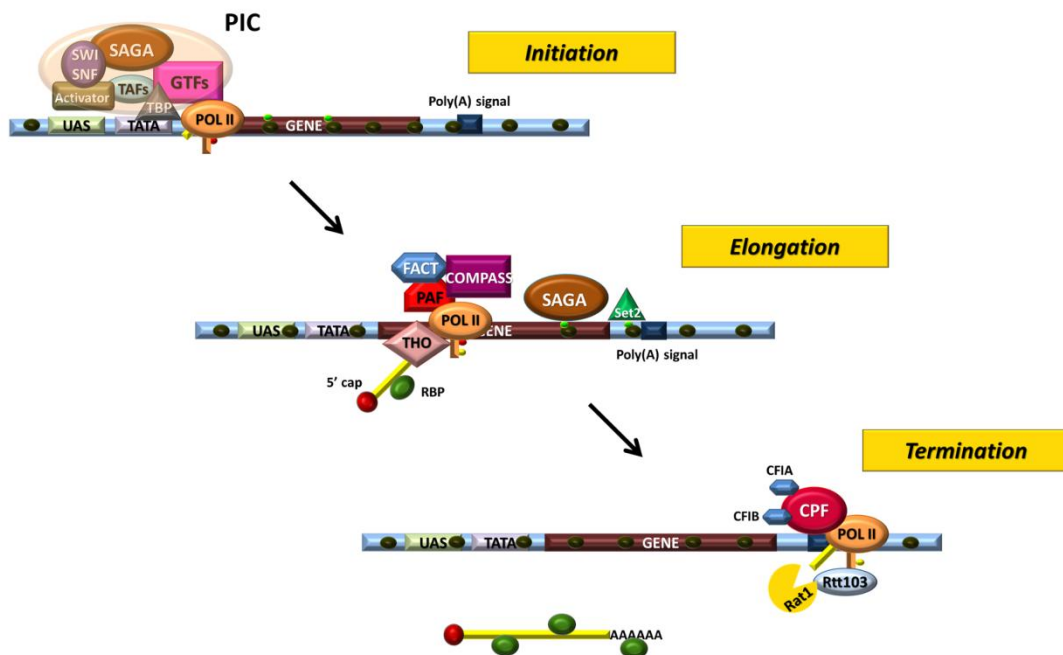 PIC
Initiation
SWI
SNF
SAGA
TAFs
GTFs
Activator
TBP
Poly(A) signal
UAS
TATA
POL II
GENE
Elongation
FACT
COMPASS
PAF
SAGA
Set2
UAS
TATA
POL II
GENE
THO
Poly(A) signal
5’ cap
RBP
Termination
CFIA
CFIB
CPF
UAS
TATA
GENE
POL II
Rat1
Rtt103
AAAAAA